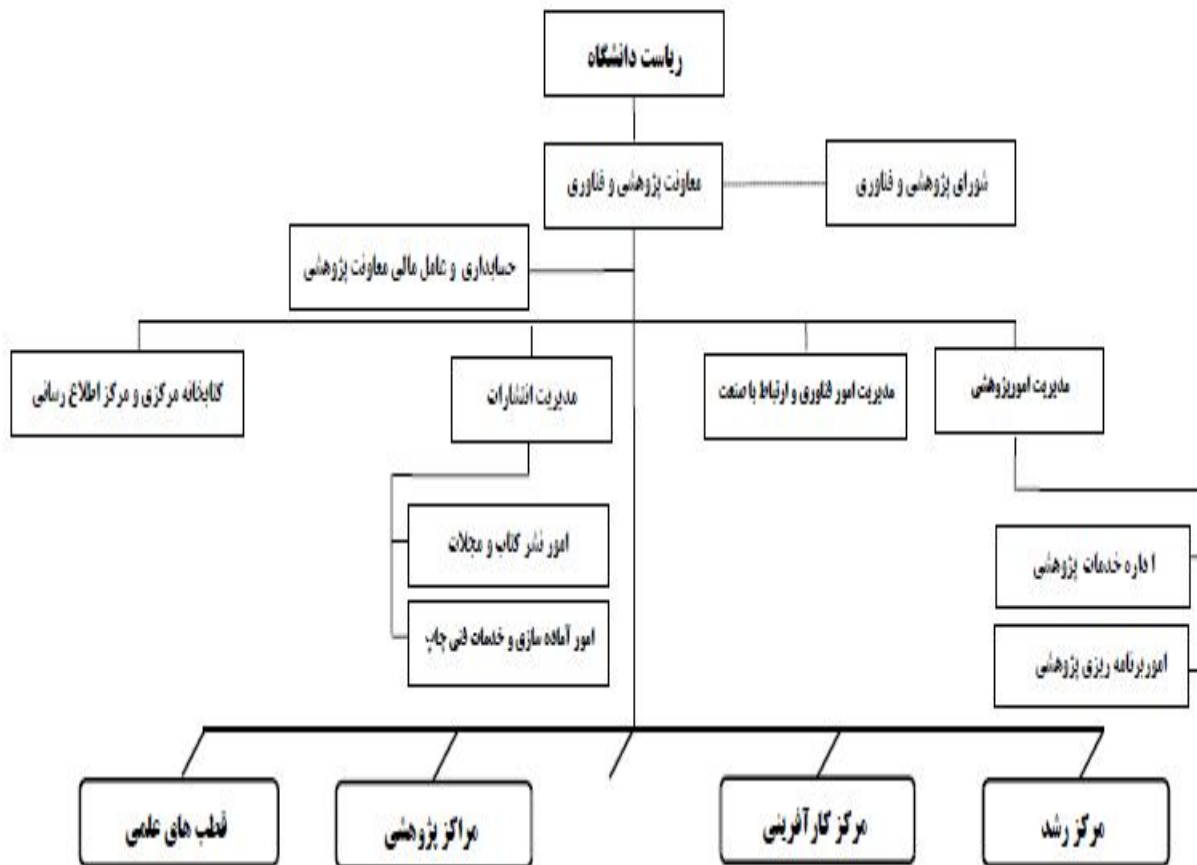 ریاست دانشگاه
معاونت پژوهشی و فناوری
شورای پژوهشی و فناوری
حسابداری و عامل مالی معاونت پژوهشی
مدیریت امورپژوهشی
مدیریت امور فناوری و ارتباط با صنعت
مدیریت انتشارات
کتابخانه مرکزی و مرکز اطلاع رسانی
امور نشر کتاب و مجلات
اداره خدمات پژوهشی
امور آماده سازی و خدمات فنی چاپ
اموربرنامه ریزی پژوهشی
مرکز رشد
مرکز کارآفرینی
مراکز پژوهشی
قطب های علمی